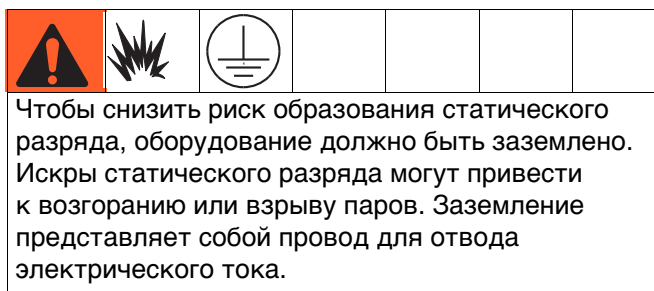 Чтобы снизить риск образования статического
разряда, оборудование должно быть заземлено.
Искры статического разряда могут привести
к возгоранию или взрыву паров. Заземление
представляет собой провод для отвода
электрического тока.